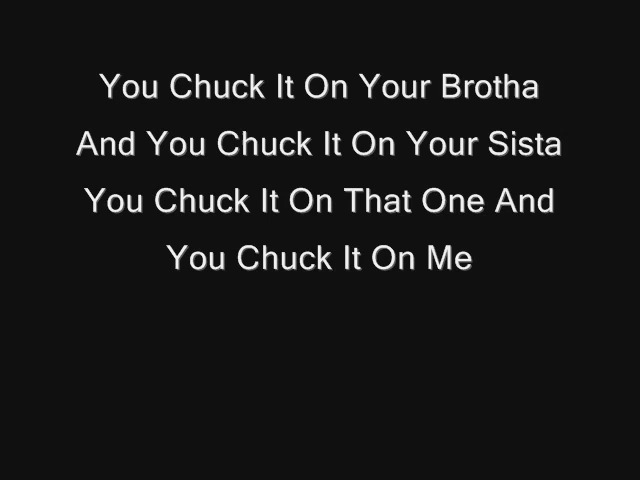 You Chuck It On Your Brotha
And You Chuck It On Your Sista
You Chuck It On That One And
You Chuck It On Me